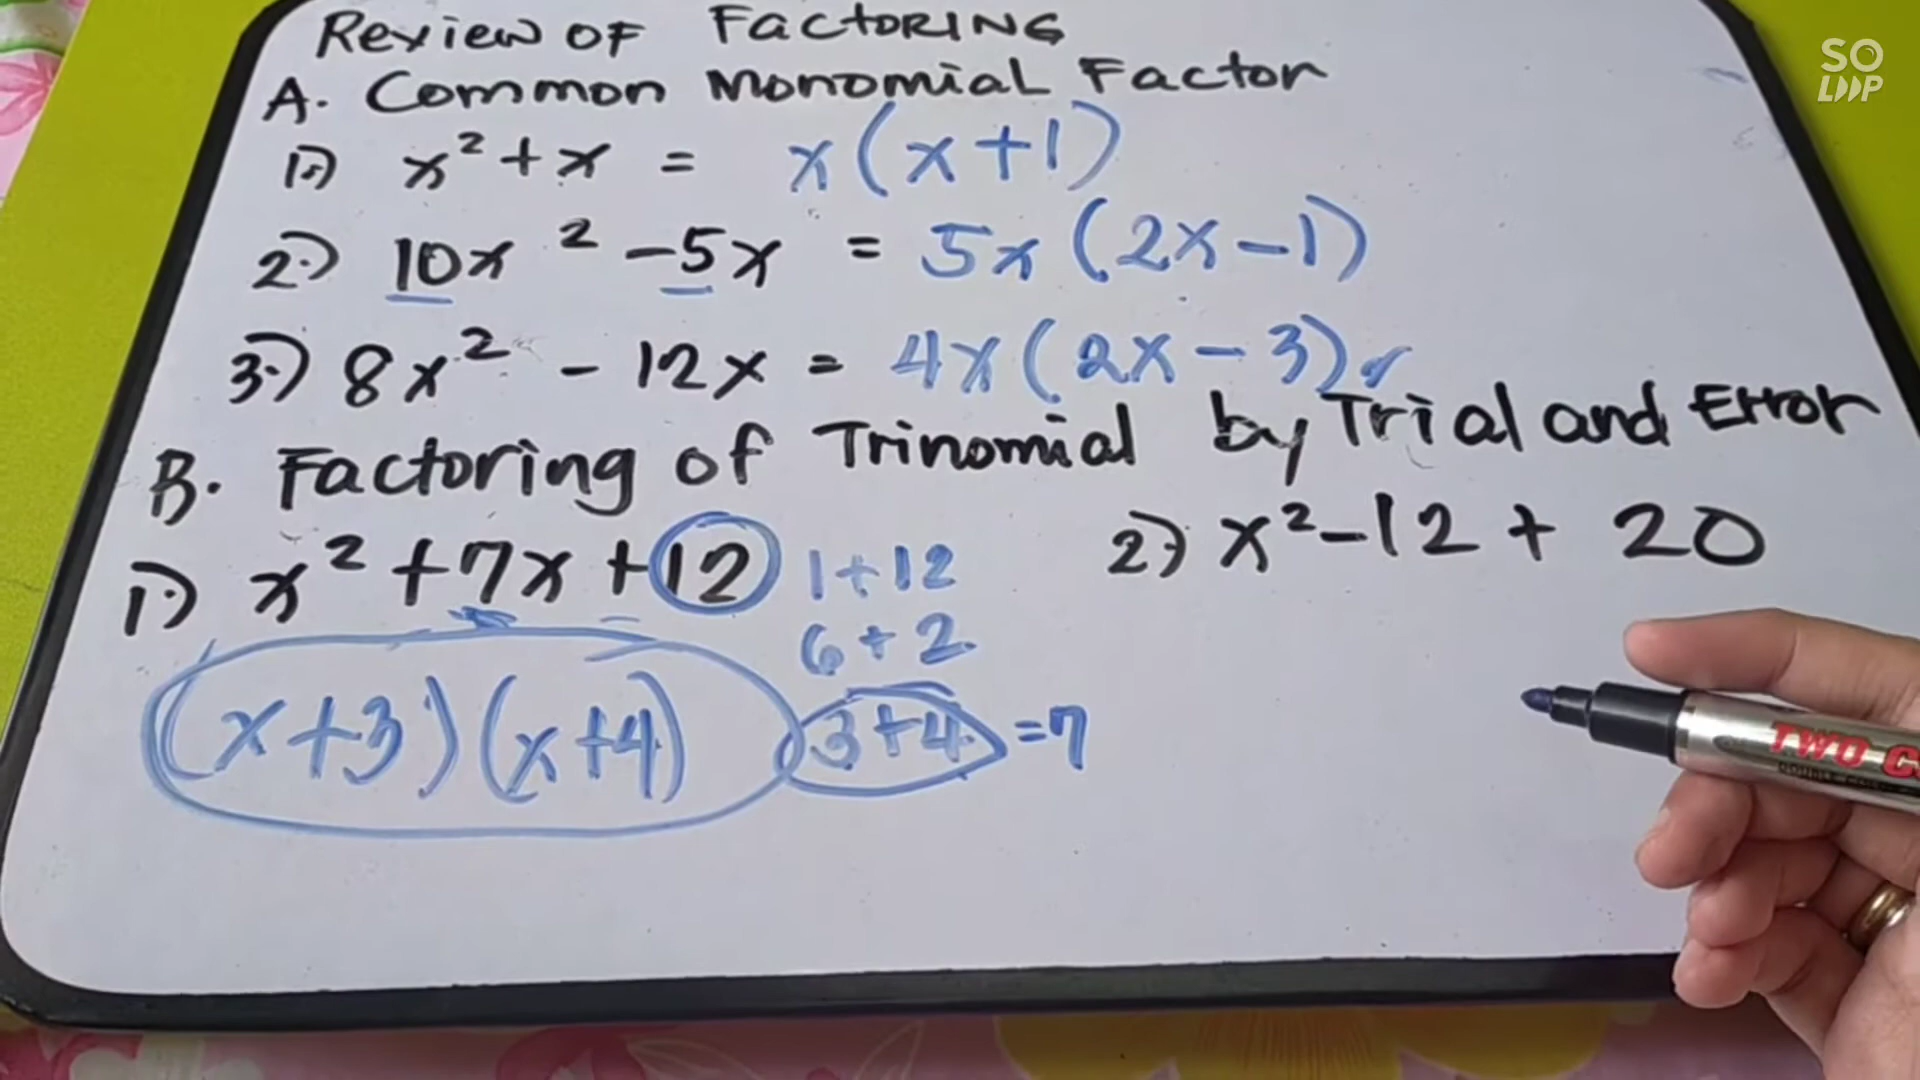 Review OF FACTORING
A. Common Monomial Factor
1.) x² + x = x(x+1)
2.) 10x² - 5x = 5x(2x-1)
3.) 8x² - 12x = 4x(2x-3)
B. Factoring of Trinomial by Trial and Error
1.) x² + 7x + 12
1+12
6+2
(x+3)(x+4) 3+4 = 7
2.) x² - 12 + 20
TWO
SO
LOOP